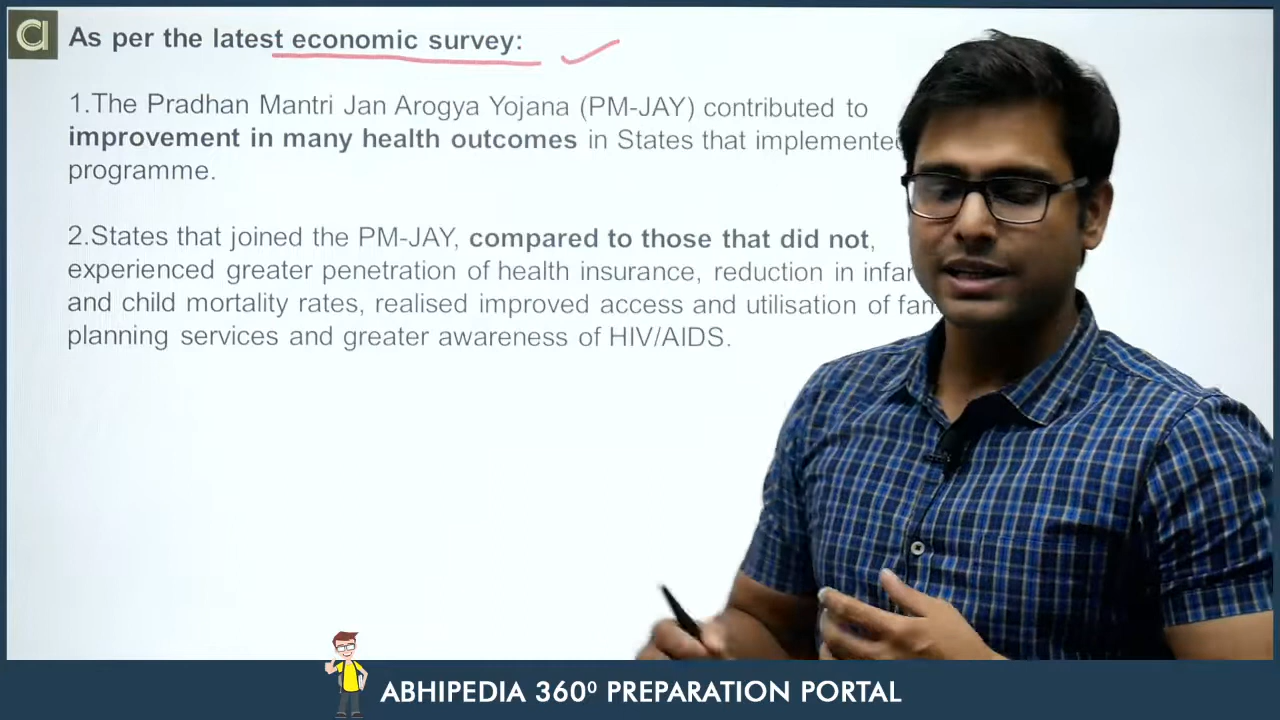 As per the latest economic survey:
1.The Pradhan Mantri Jan Arogya Yojana (PM-JAY) contributed to
improvement in many health outcomes in States that implemented
programme.
2.States that joined the PM-JAY, compared to those that did not,
experienced greater penetration of health insurance, reduction in
and child mortality rates, realised improved access and utilisation of
planning services and greater awareness of HIV/AIDS.
ABHIPEDIA 360⁰ PREPARATION PORTAL